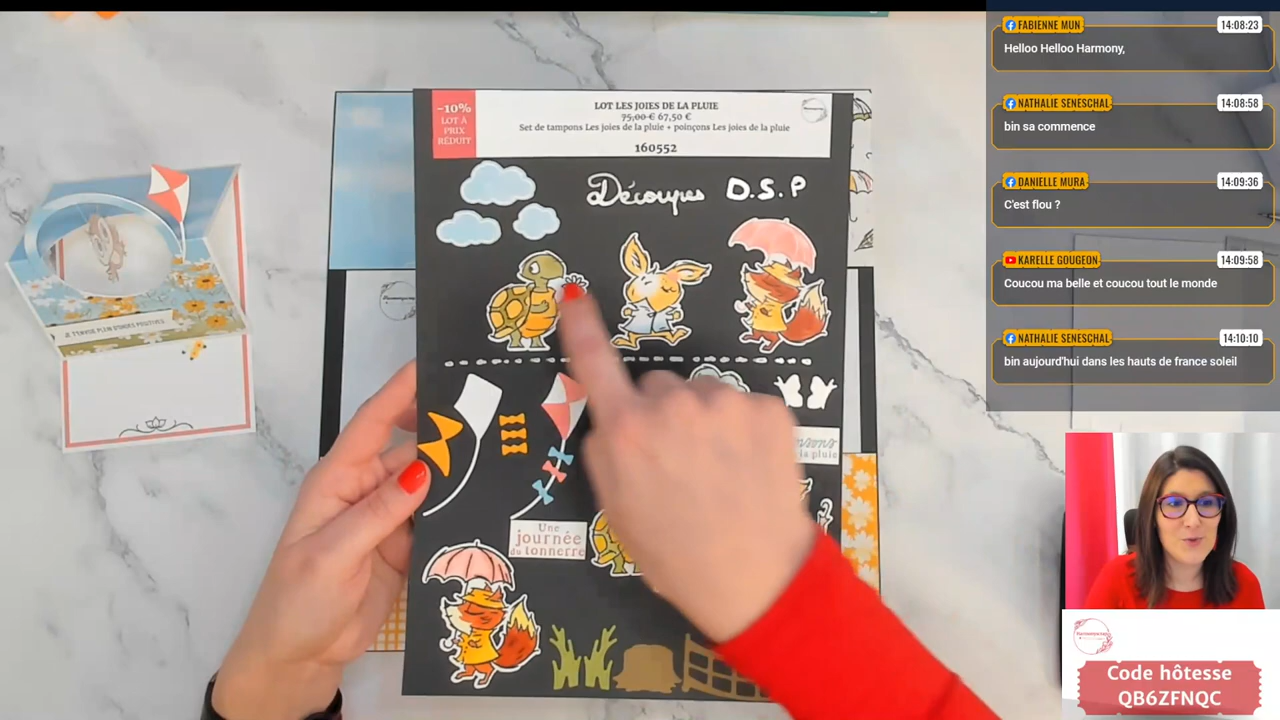 -10%
LOT À
PRIX
RÉDUIT
LOT LES JOIES DE LA PLUIE
75,00 € 67,50 €
Set de tampons Les joies de la pluie + poinçons Les joies de la pluie
160552
Découpes D.S.P
la pluie
Une
journée
du tonnerre
JE T'ENVOIE PLEIN D'ONDES POSITIVES
FABIENNE MUN 14:08:23
Helloo Helloo Harmony,
NATHALIE SENESCHAL 14:08:58
bin sa commence
DANIELLE MURA 14:09:36
C'est flou ?
KARELLE GOUGEON 14:09:58
Coucou ma belle et coucou tout le monde
NATHALIE SENESCHAL 14:10:10
bin aujourd'hui dans les hauts de france soleil
Code hôtesse
QB6ZFNQC